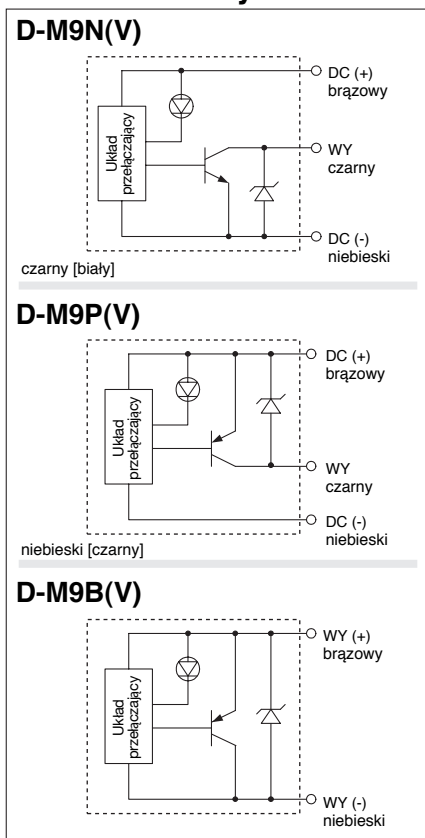 D-M9N(V)
DC (+)
brązowy
Układ
przełączający
WY
czarny
DC (-)
niebieski
czarny [biały]
D-M9P(V)
DC (+)
brązowy
Układ
przełączający
WY
czarny
DC (-)
niebieski
niebieski [czarny]
D-M9B(V)
WY (+)
brązowy
Układ
przełączający
WY (-)
niebieski